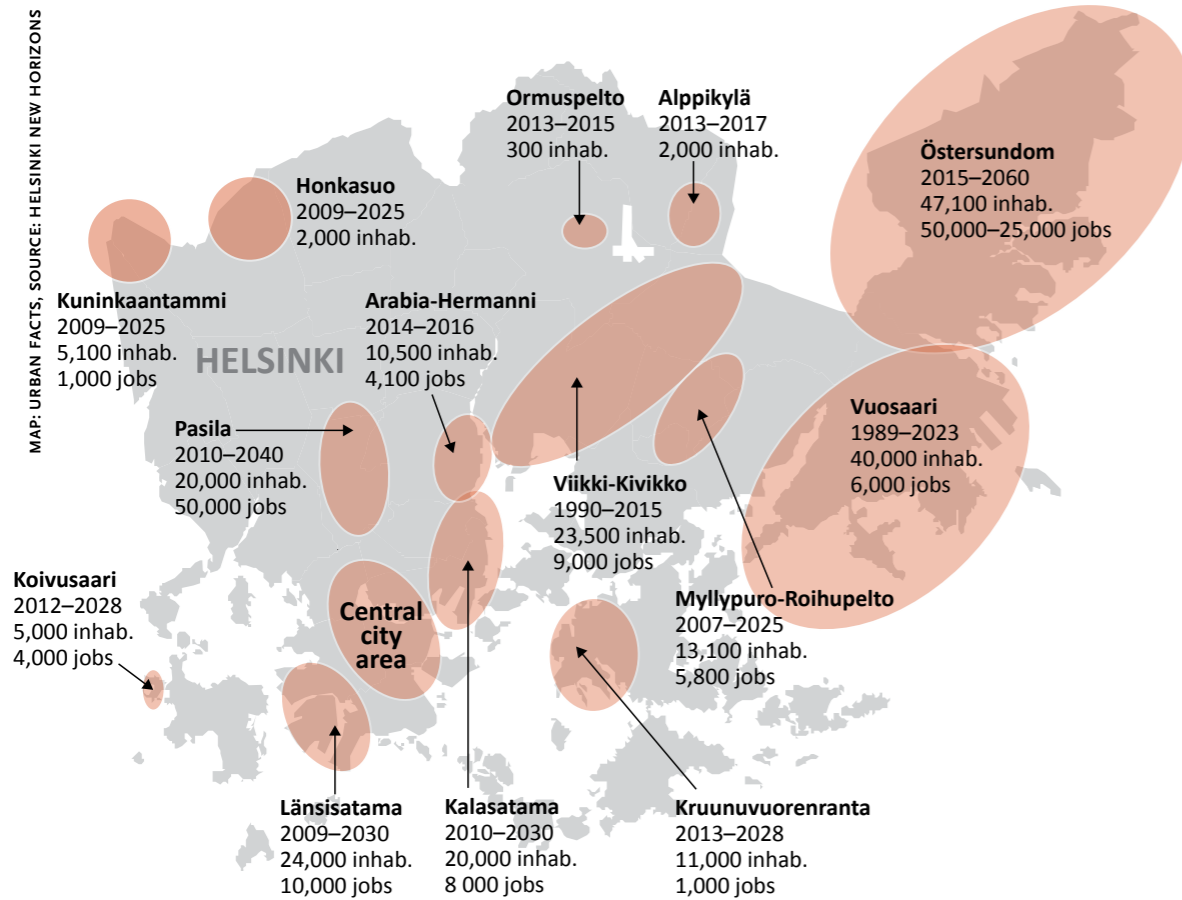 MAP: URBAN FACTS, SOURCE: HELSINKI NEW HORIZONS
Ormuspelto
2013–2015
300 inhab.
Alppikylä
2013–2017
2,000 inhab.
Östersundom
2015–2060
47,100 inhab.
50,000–25,000 jobs
Honkasuo
2009–2025
2,000 inhab.
Kuninkaantammi
2009–2025
5,100 inhab.
1,000 jobs
Arabia-Hermanni
2014–2016
10,500 inhab.
4,100 jobs
HELSINKI
Pasila
2010–2040
20,000 inhab.
50,000 jobs
Vuosaari
1989–2023
40,000 inhab.
6,000 jobs
Viikki-Kivikko
1990–2015
23,500 inhab.
9,000 jobs
Koivusaari
2012–2028
5,000 inhab.
4,000 jobs
Central
city
area
Myllypuro-Roihupelto
2007–2025
13,100 inhab.
5,800 jobs
Länsisatama
2009–2030
24,000 inhab.
10,000 jobs
Kalasatama
2010–2030
20,000 inhab.
8 000 jobs
Kruunuvuorenranta
2013–2028
11,000 inhab.
1,000 jobs